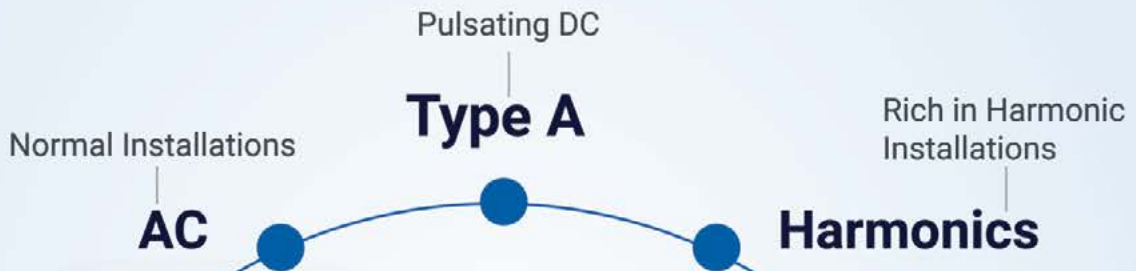 Pulsating DC
Type A
Normal Installations
AC
Rich in Harmonic
Installations
Harmonics